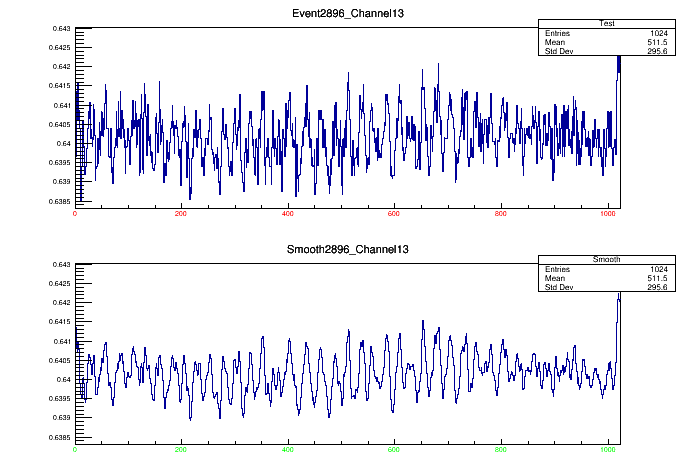 Event2896_Channel13
Test
Entries 1024
Mean 511.5
Std Dev 295.6
0.643
0.6425
0.642
0.6415
0.641
0.6405
0.64
0.6395
0.639
0.6385
0 200 400 600 800 1000
Smooth2896_Channel13
Smooth
Entries 1024
Mean 511.5
Std Dev 295.6
0.643
0.6425
0.642
0.6415
0.641
0.6405
0.64
0.6395
0.639
0.6385
0 200 400 600 800 1000